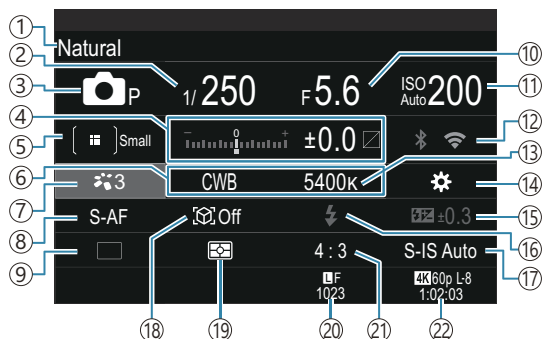 ① Natural
② 1/250 F5.6 ⑩ ISO Auto 200 ⑪
③ P
④ − 0 + ±0.0
⑤ Small ⑫
⑥ CWB 5400K ⑬
⑦ 3 ⑭
⑧ S-AF Off ±0.3 ⑮
⑯
⑨ 4:3 S-IS Auto ⑰
L F 4K 60p L-8
1023 1:02:03
⑱ ⑲ ⑳ ㉑ ㉒